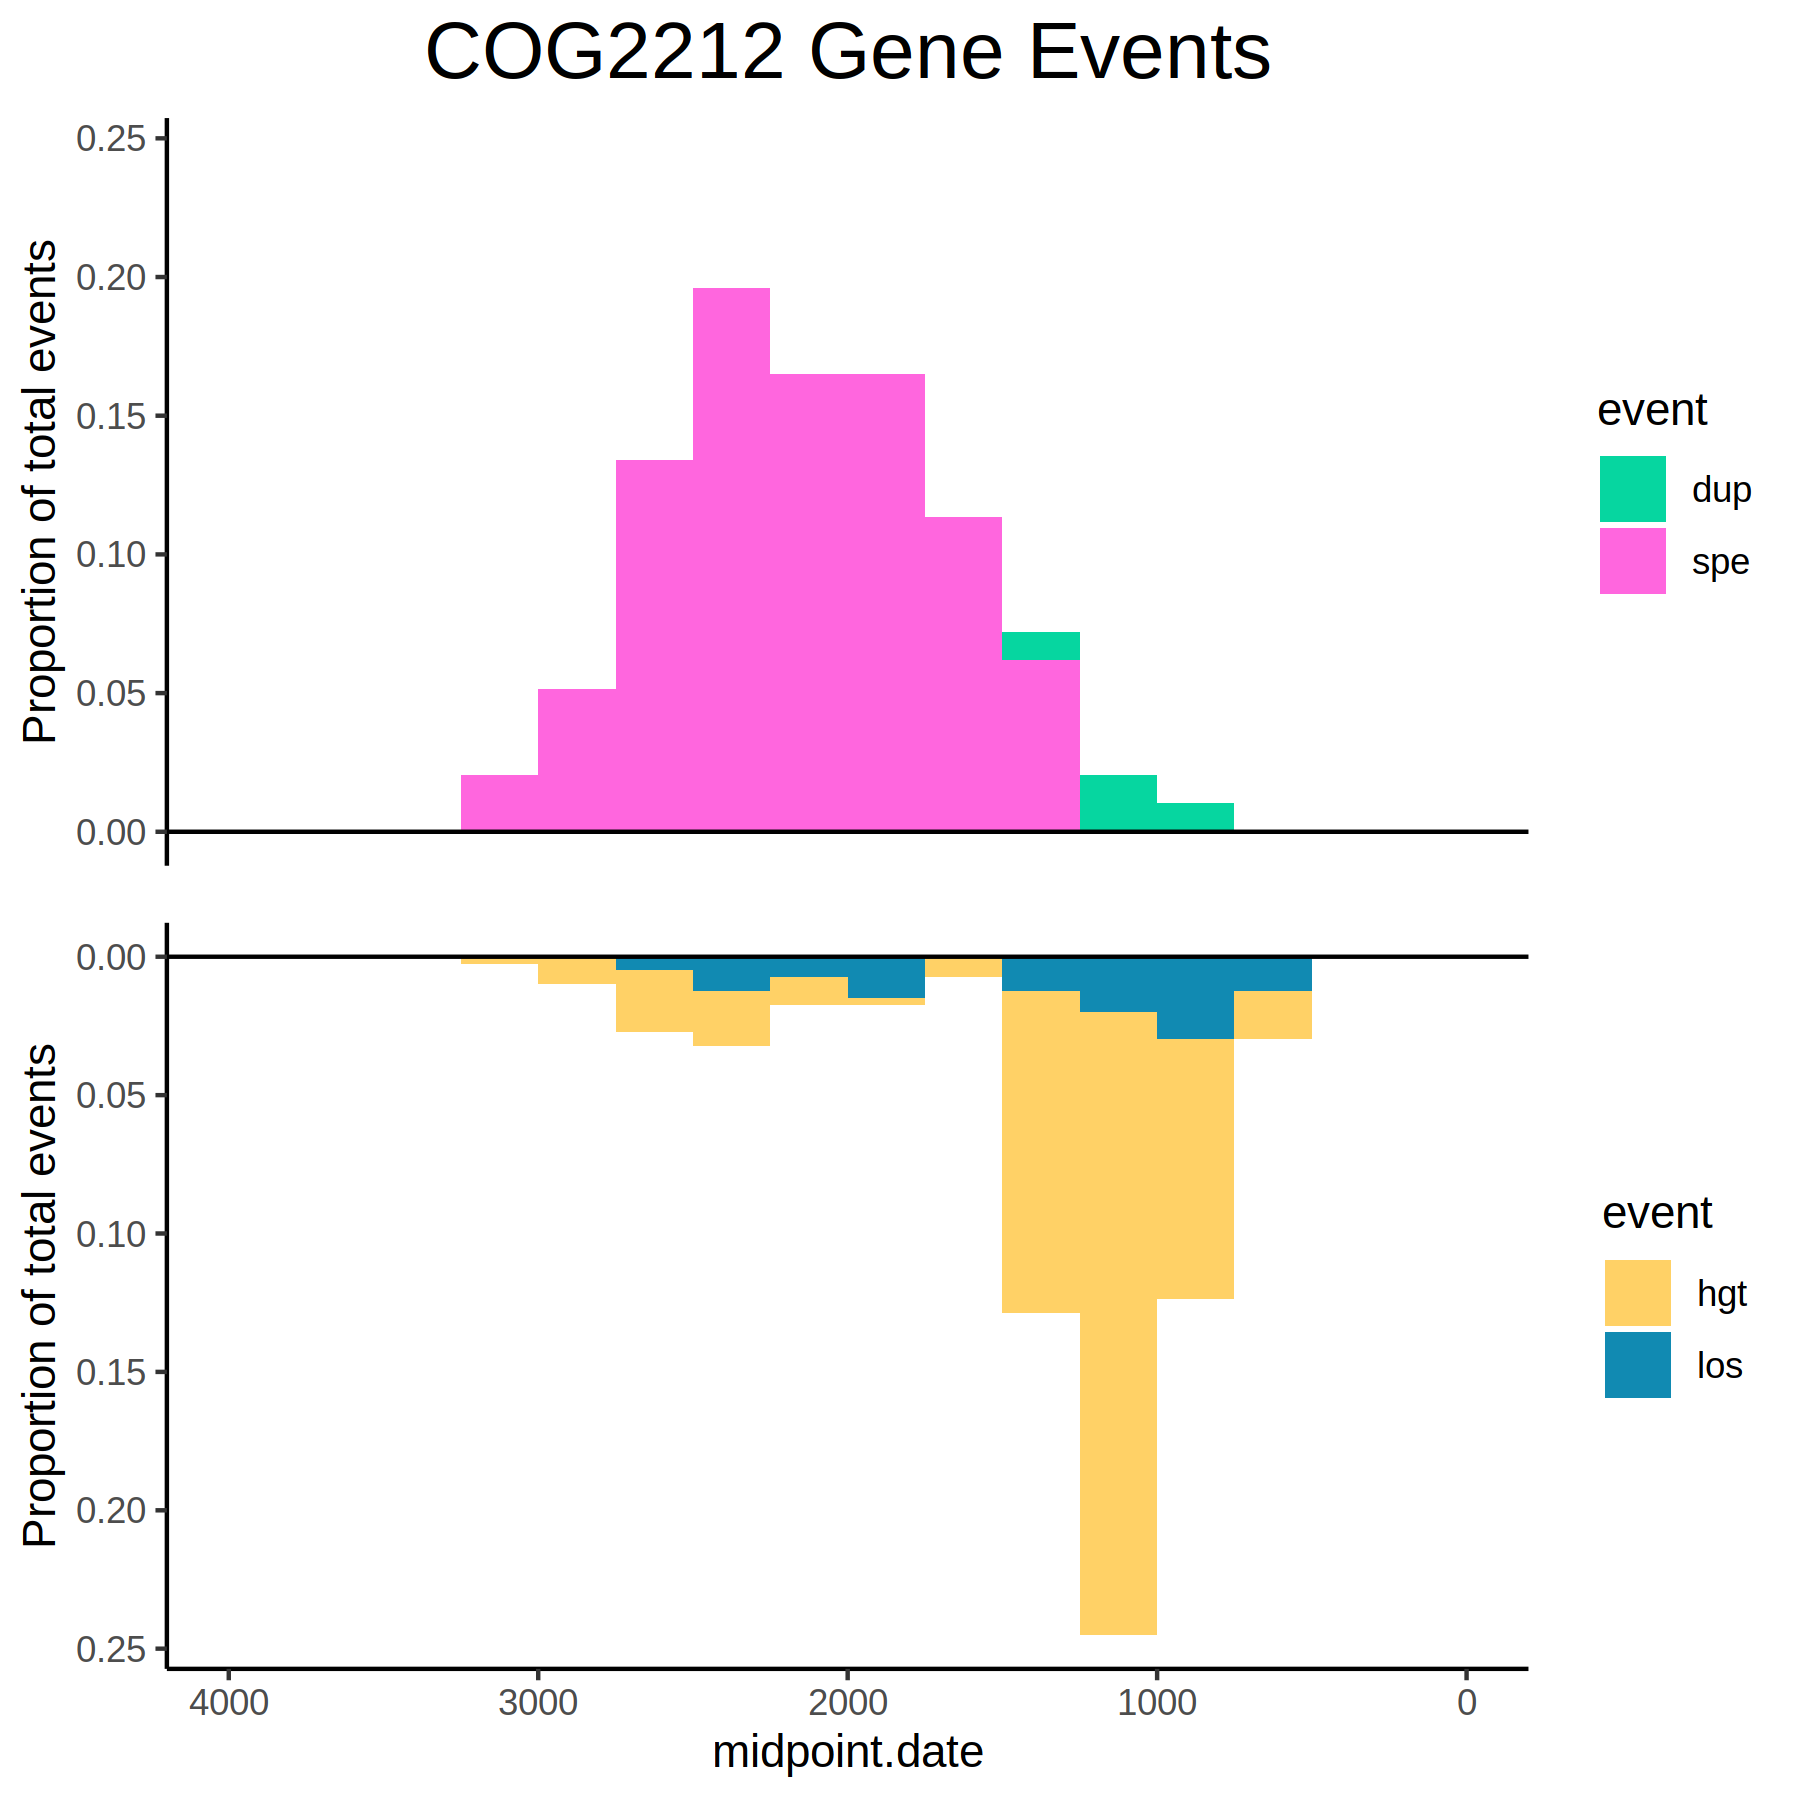 COG2212 Gene Events
Proportion of total events
0.25
0.20
0.15
0.10
0.05
0.00
event
dup
spe
Proportion of total events
0.00
0.05
0.10
0.15
0.20
0.25
event
hgt
los
4000 3000 2000 1000 0
midpoint.date